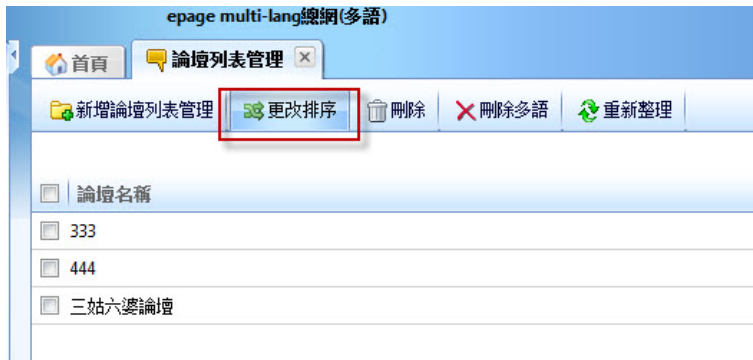 epage multi-lang總網(多語)
首頁 論壇列表管理
新增論壇列表管理 更改排序 刪除 刪除多語 重新整理
論壇名稱
333
444
三姑六婆論壇